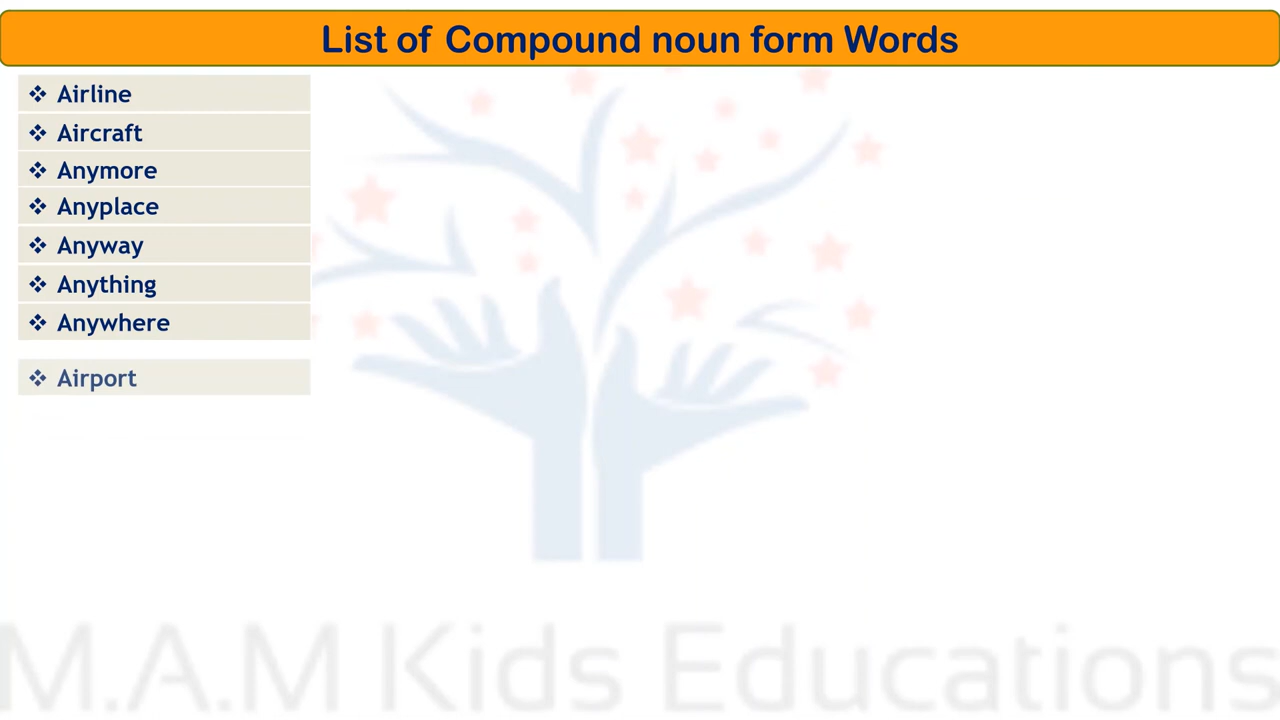 List of Compound noun form Words
❖ Airline
❖ Aircraft
❖ Anymore
❖ Anyplace
❖ Anyway
❖ Anything
❖ Anywhere
❖ Airport
M.A.M Kids Educations